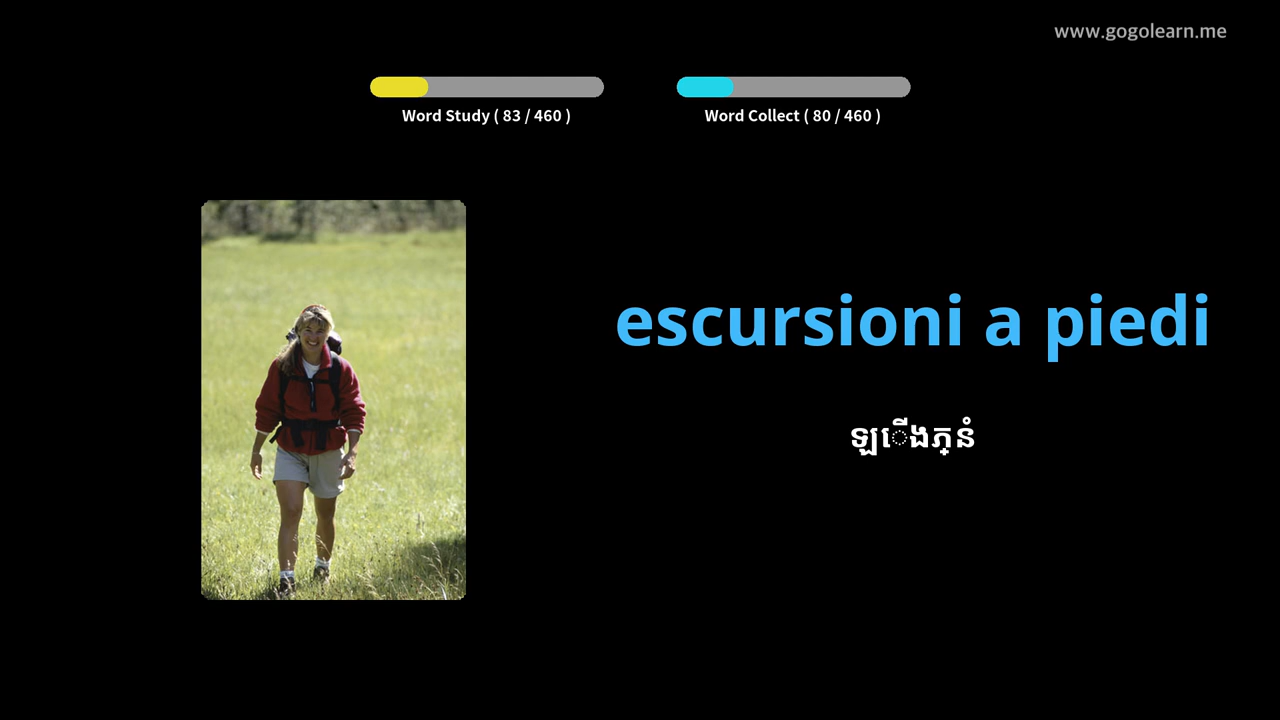 www.gogolearn.me
Word Study ( 83 / 460 )
Word Collect ( 80 / 460 )
escursioni a piedi
ឡើងភ្នំ